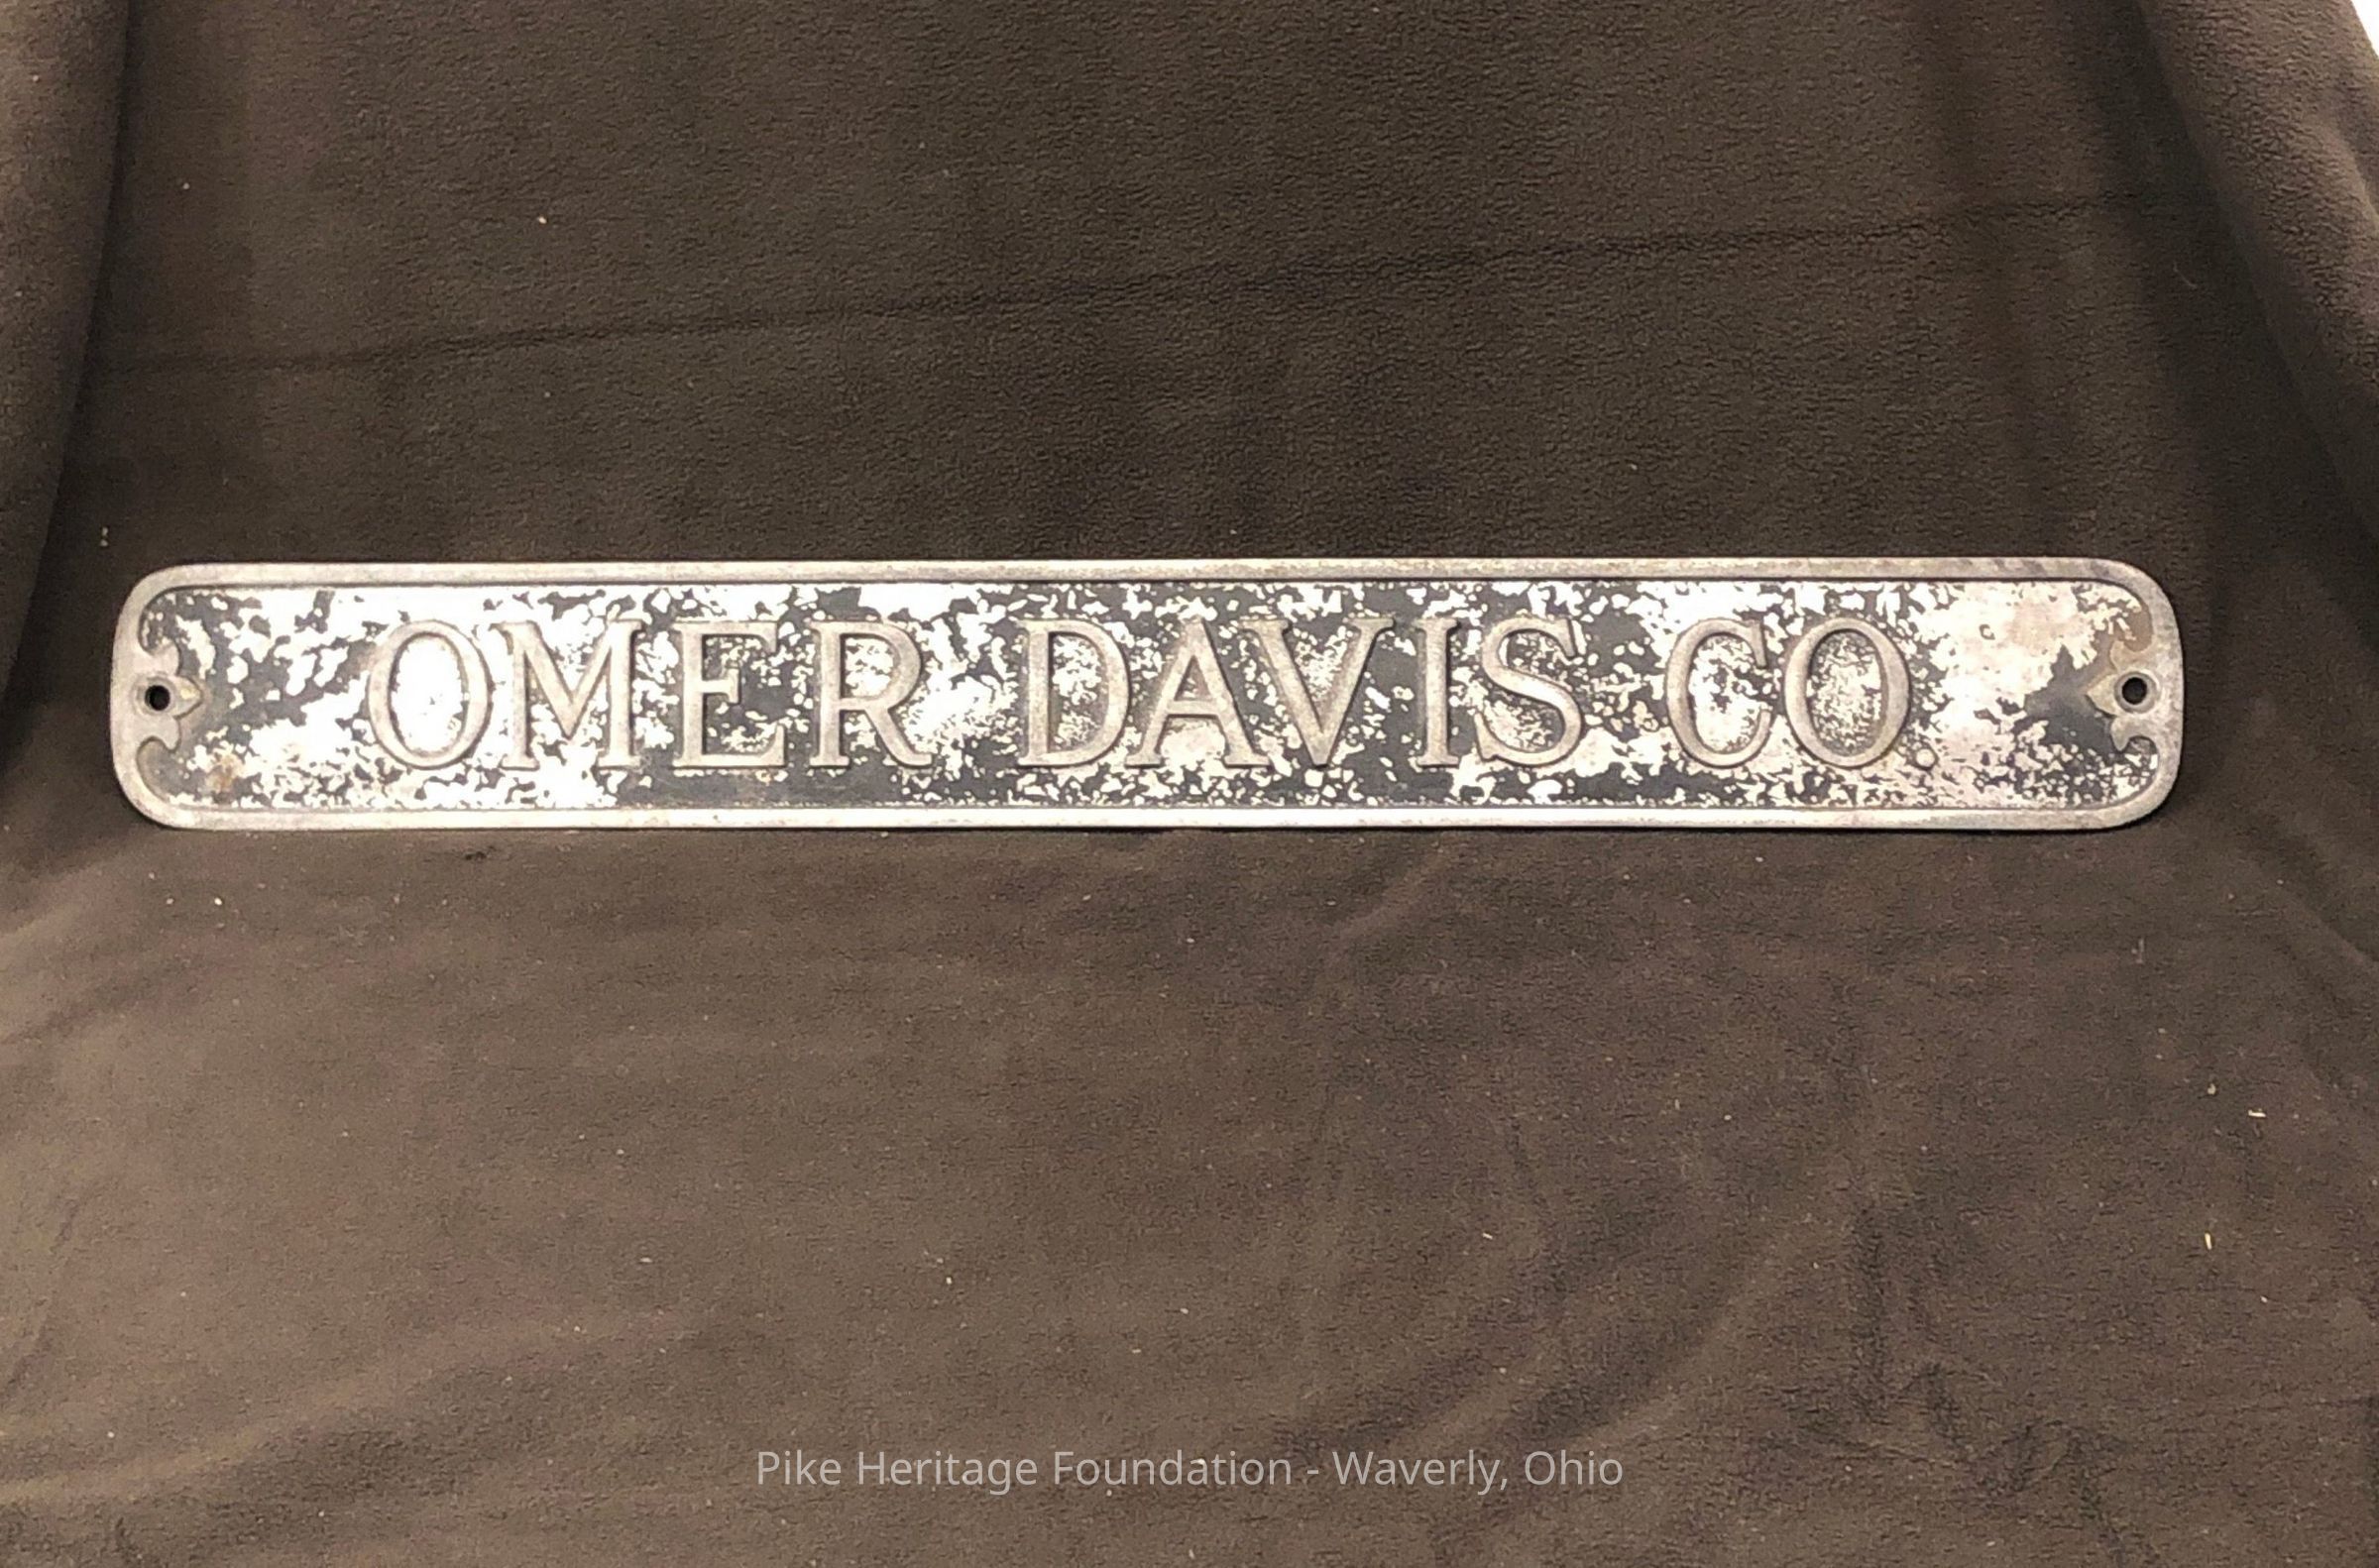 OMER DAVIS CO.
Pike Heritage Foundation - Waverly, Ohio